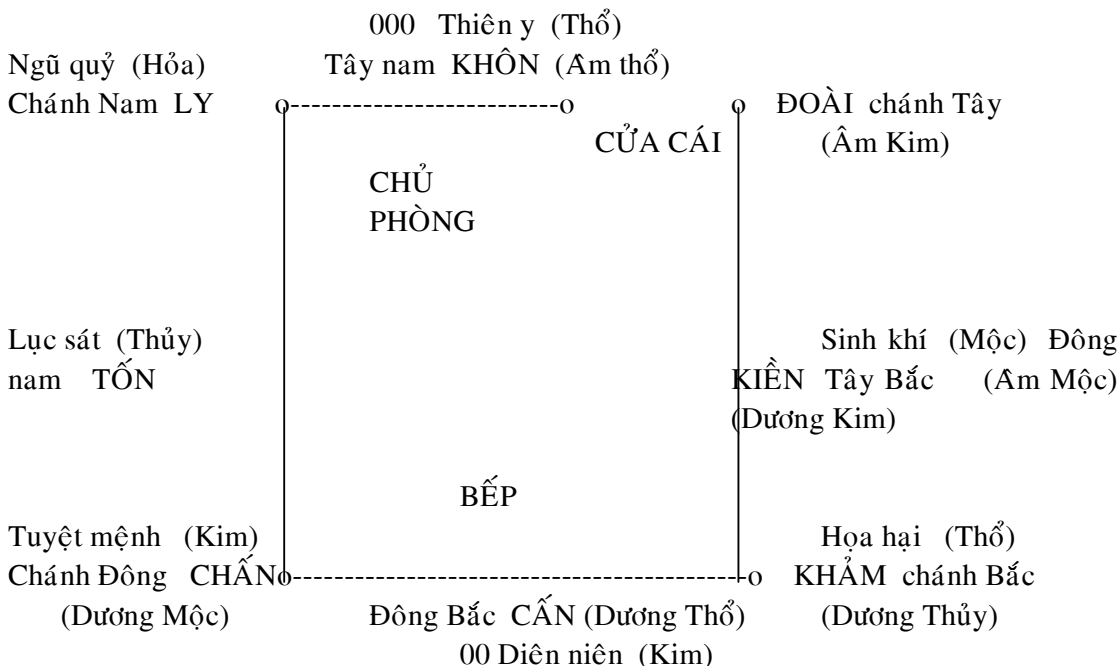 000 Thiên y (Thổ)
Ngũ quỷ (Hỏa) Tây nam KHÔN (Âm thổ)
Chánh Nam LY o--------------------------o o ĐOÀI chánh Tây
CỬA CÁI (Âm Kim)
CHỦ
PHÒNG
Lục sát (Thủy) Sinh khí (Mộc) Đông
nam TỐN KIỀN Tây Bắc (Âm Mộc)
(Dương Kim)
BẾP
Tuyệt mệnh (Kim) Họa hại (Thổ)
Chánh Đông CHẤNo--------------------------------------------o KHẢM chánh Bắc
(Dương Mộc) Đông Bắc CẤN (Dương Thổ) (Dương Thủy)
00 Diên niên (Kim)